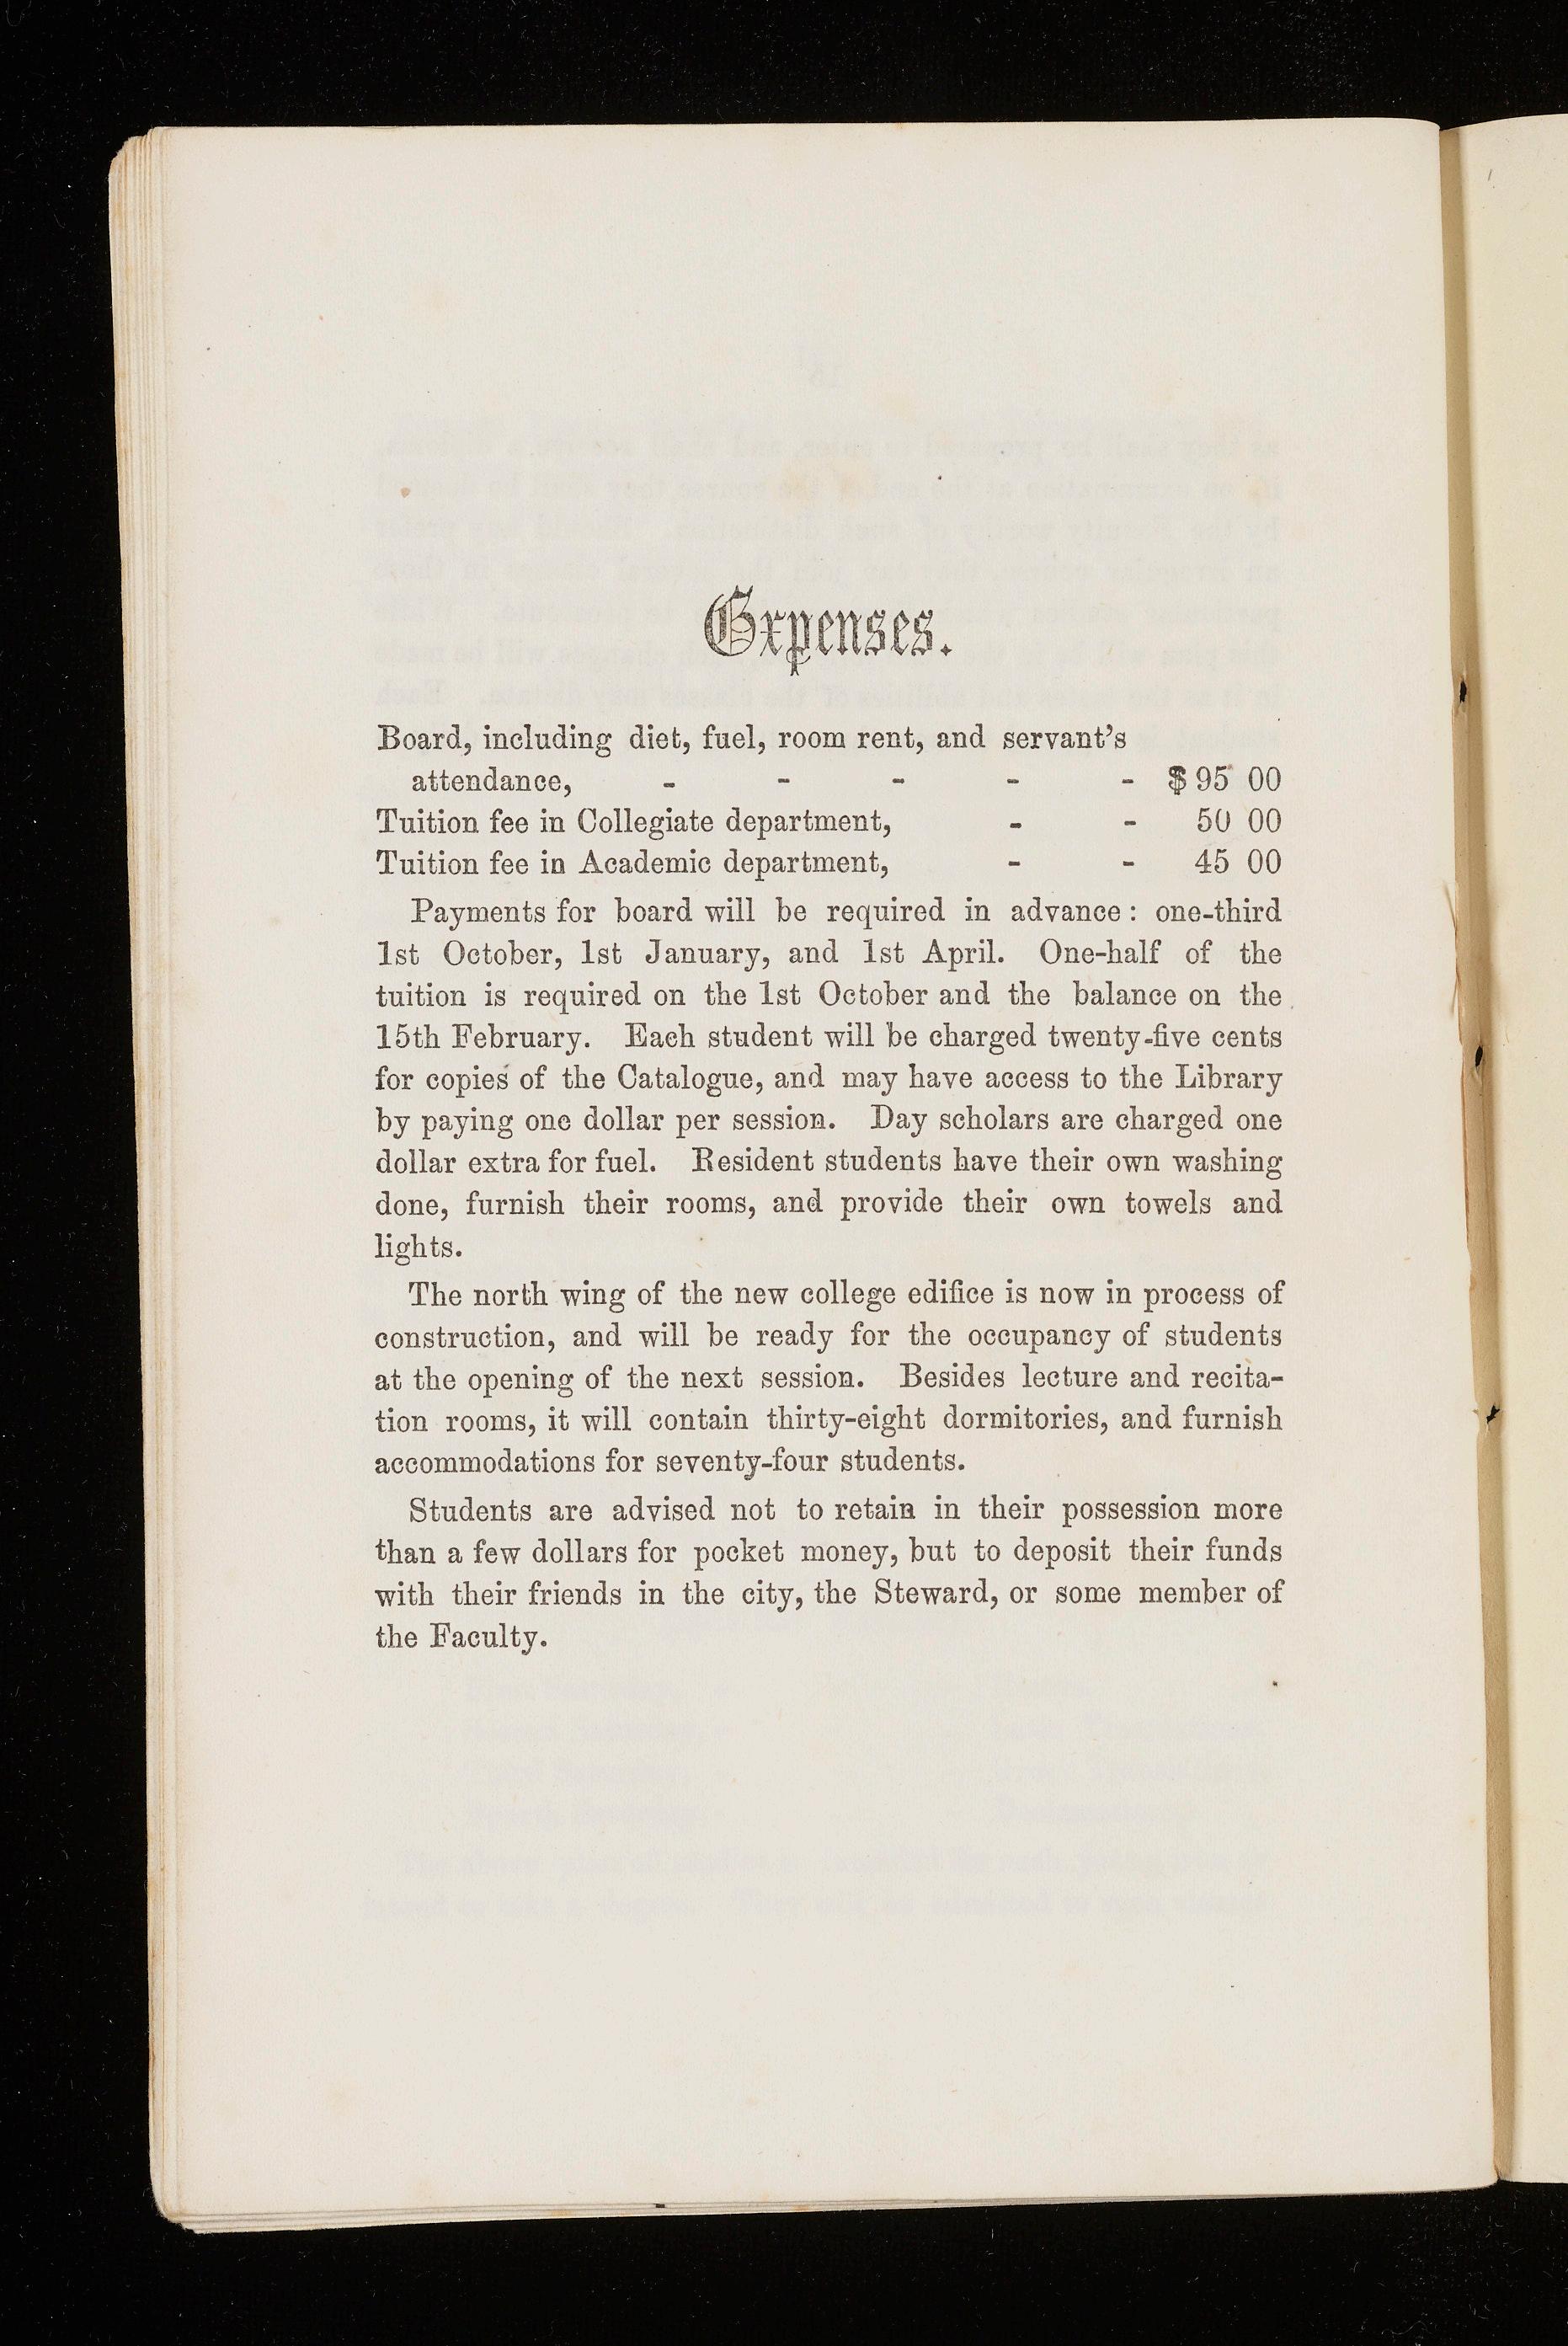 Expenses.
Board, including diet, fuel, room rent, and servant's
attendance, - - - - - $95 00
Tuition fee in Collegiate department, - - 50 00
Tuition fee in Academic department, - - 45 00
Payments for board will be required in advance: one-third
1st October, 1st January, and 1st April. One-half of the
tuition is required on the 1st October and the balance on the
15th February. Each student will be charged twenty-five cents
for copies of the Catalogue, and may have access to the Library
by paying one dollar per session. Day scholars are charged one
dollar extra for fuel. Resident students have their own washing
done, furnish their rooms, and provide their own towels and
lights.
The north wing of the new college edifice is now in process of
construction, and will be ready for the occupancy of students
at the opening of the next session. Besides lecture and recita-
tion rooms, it will contain thirty-eight dormitories, and furnish
accommodations for seventy-four students.
Students are advised not to retain in their possession more
than a few dollars for pocket money, but to deposit their funds
with their friends in the city, the Steward, or some member of
the Faculty.